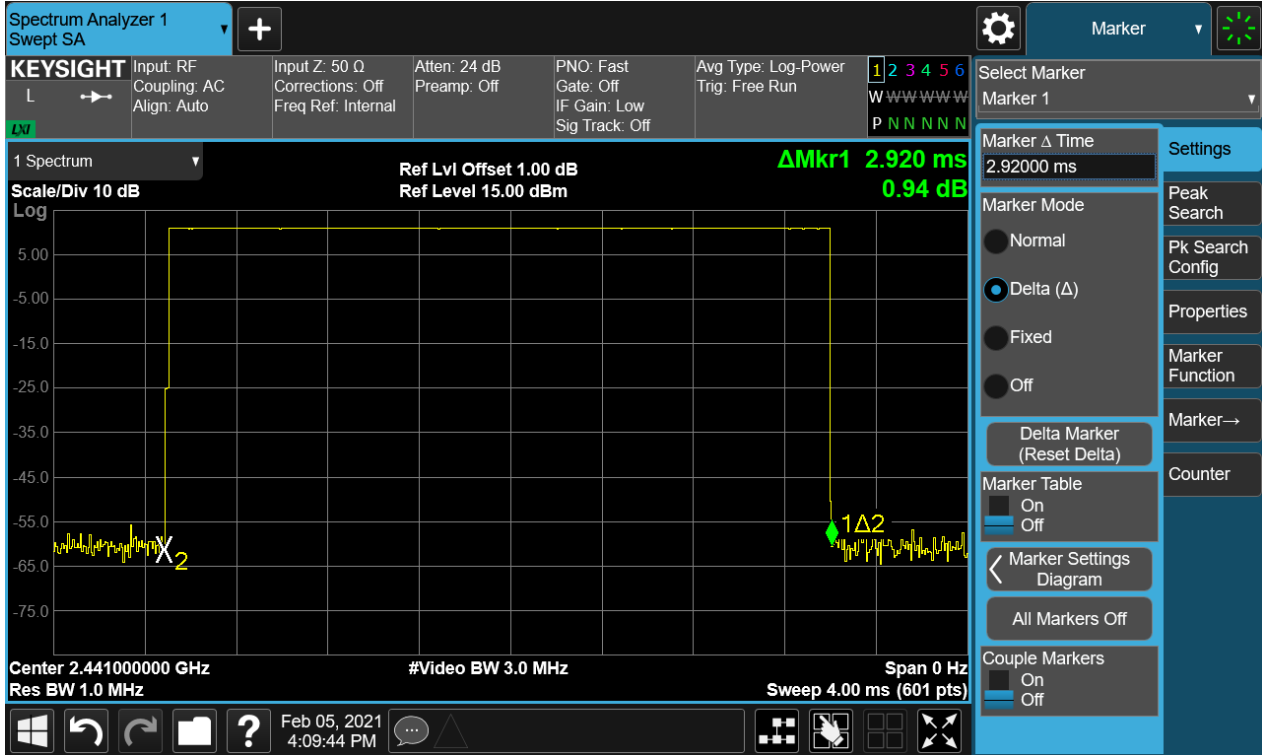 Spectrum Analyzer 1
Swept SA
+
Marker
KEYSIGHT
L
LXI
Input: RF
Coupling: AC
Align: Auto
Input Z: 50 Ω
Corrections: Off
Freq Ref: Internal
Atten: 24 dB
Preamp: Off
PNO: Fast
Gate: Off
IF Gain: Low
Sig Track: Off
Avg Type: Log-Power
Trig: Free Run
1 2 3 4 5 6
W W W W W W
P N N N N N
Select Marker
Marker 1
1 Spectrum
Scale/Div 10 dB
Log
Ref Lvl Offset 1.00 dB
Ref Level 15.00 dBm
ΔMkr1 2.920 ms
0.94 dB
5.00
-5.00
-15.0
-25.0
-35.0
-45.0
-55.0
-65.0
-75.0
X2
1Δ2
Center 2.441000000 GHz
Res BW 1.0 MHz
#Video BW 3.0 MHz
Span 0 Hz
Sweep 4.00 ms (601 pts)
Marker Δ Time
2.92000 ms
Marker Mode
Normal
Delta (Δ)
Fixed
Off
Delta Marker
(Reset Delta)
Marker Table
On
Off
Marker Settings
Diagram
All Markers Off
Couple Markers
On
Off
Settings
Peak
Search
Pk Search
Config
Properties
Marker
Function
Marker→
Counter
?
Feb 05, 2021
4:09:44 PM